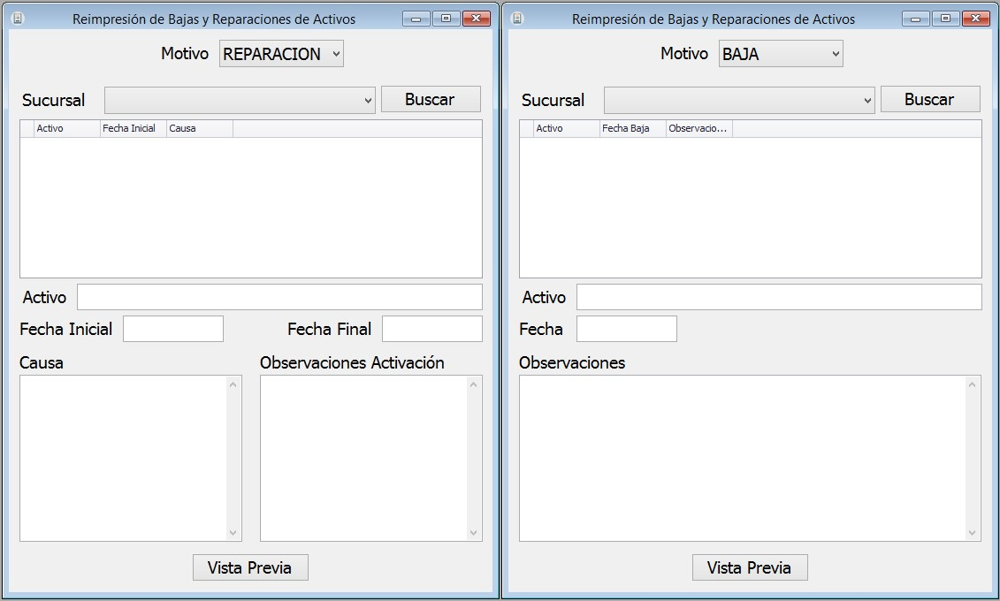 Reimpresión de Bajas y Reparaciones de Activos
Motivo REPARACION
Sucursal Buscar
Activo Fecha Inicial Causa
Activo
Fecha Inicial Fecha Final
Causa Observaciones Activación
Vista Previa
Reimpresión de Bajas y Reparaciones de Activos
Motivo BAJA
Sucursal Buscar
Activo Fecha Baja Observacio...
Activo
Fecha
Observaciones
Vista Previa